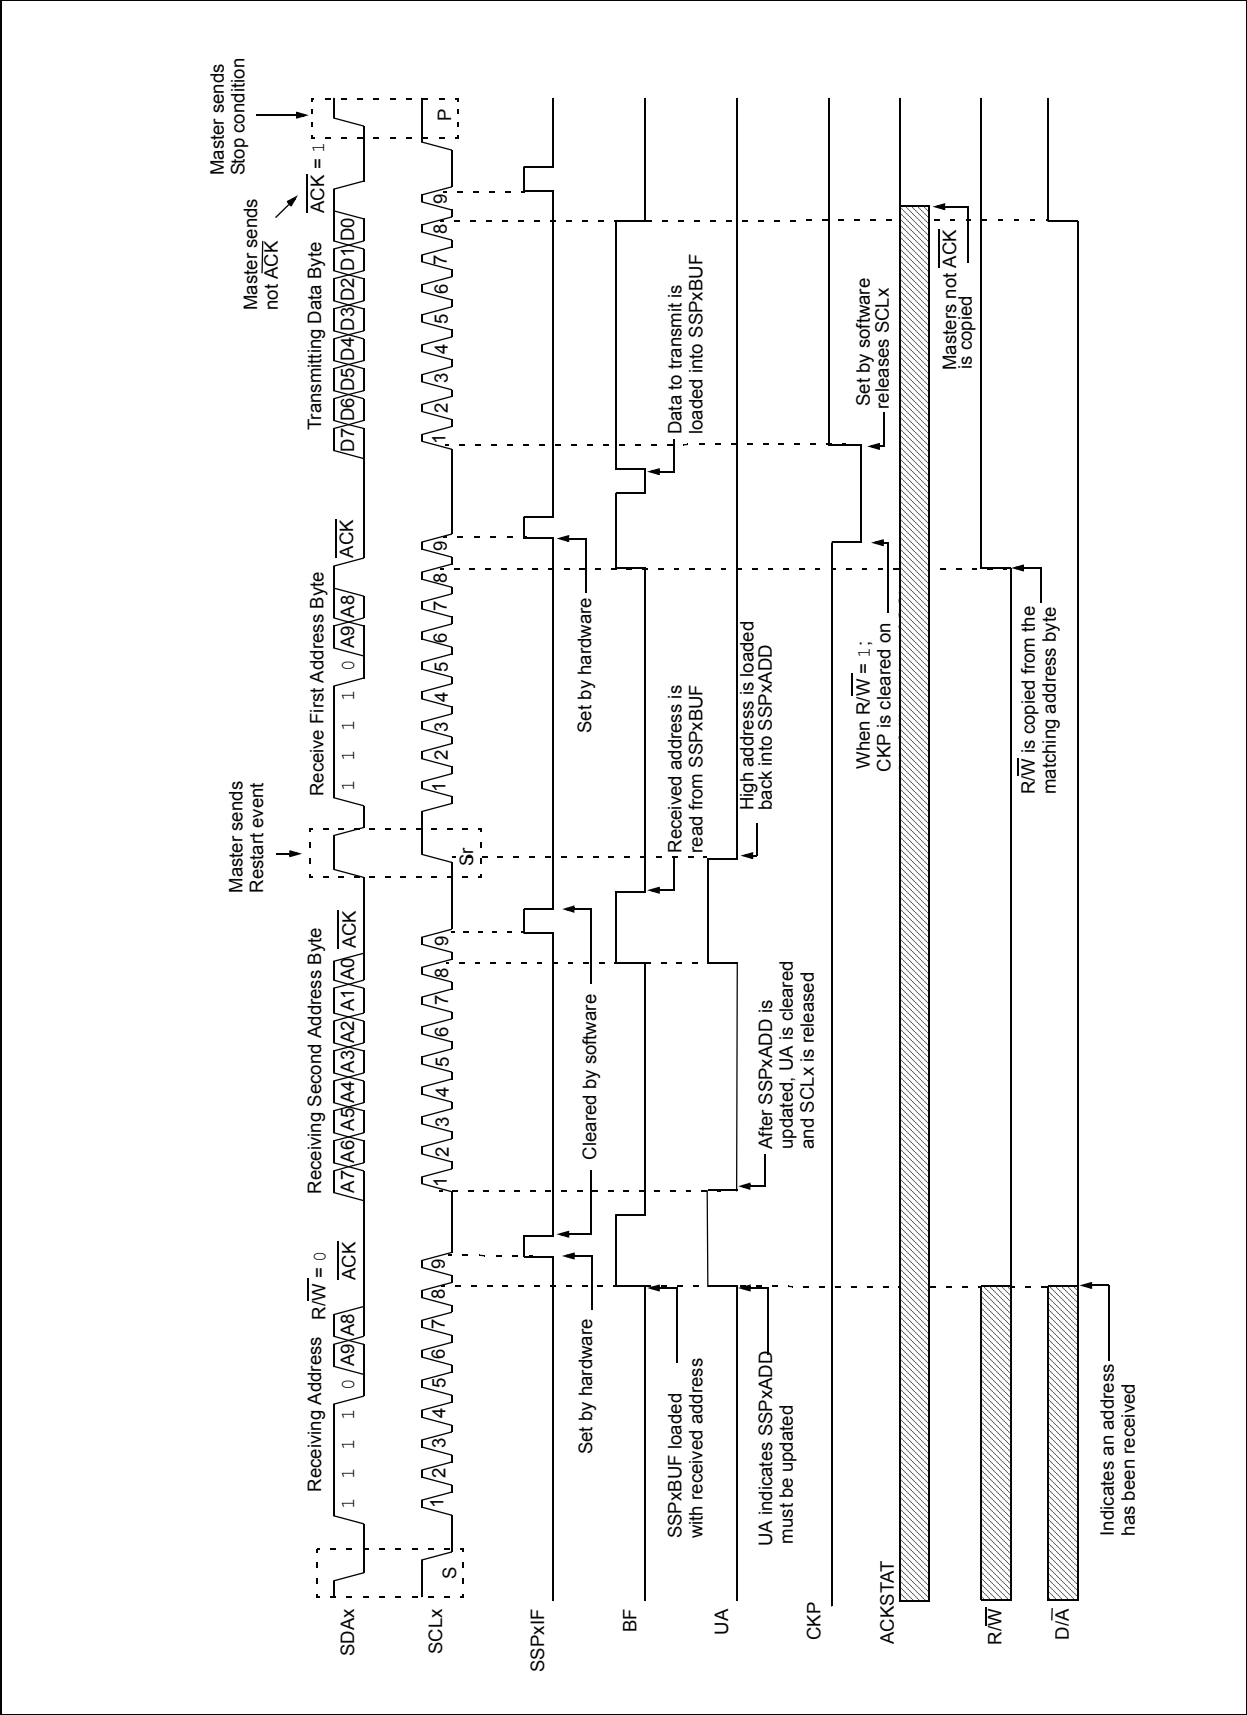 Master sends
Stop condition
Master sends
not ACK
Master sends
Restart event
Receiving Address R/W = 0
Receiving Second Address Byte
Receive First Address Byte
Transmitting Data Byte
ACK = 1
SDAx
1 1 1 1 0 A9 A8 ACK
A7 A6 A5 A4 A3 A2 A1 A0 ACK
1 1 1 1 0 A9 A8 ACK
D7 D6 D5 D4 D3 D2 D1 D0
SCLx
S
1 2 3 4 5 6 7 8 9
1 2 3 4 5 6 7 8 9
Sr
1 2 3 4 5 6 7 8 9
1 2 3 4 5 6 7 8 9
P
SSPxIF
Set by hardware
Cleared by software
Set by hardware
BF
SSPxBUF loaded
with received address
Received address is
read from SSPxBUF
Data to transmit is
loaded into SSPxBUF
UA
UA indicates SSPxADD
must be updated
After SSPxADD is
updated, UA is cleared
and SCLx is released
High address is loaded
back into SSPxADD
CKP
When R/W = 1;
CKP is cleared on
Set by software
releases SCLx
ACKSTAT
Masters not ACK
is copied
R/W
R/W is copied from the
matching address byte
D/A
Indicates an address
has been received